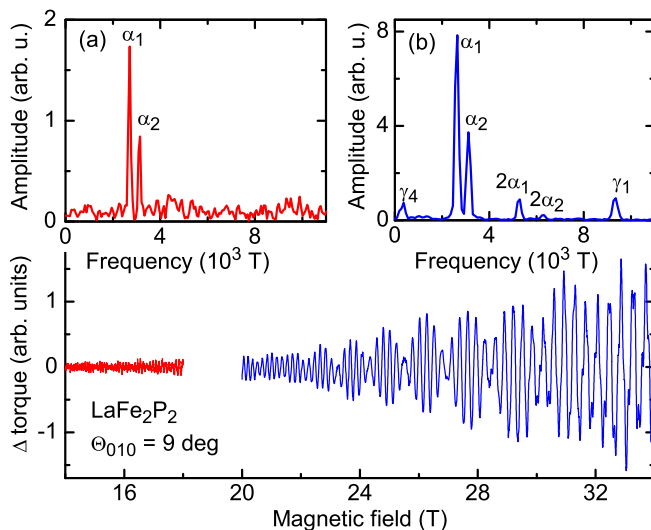 (a)
α1
α2
Amplitude (arb. u.)
2
1
0
0 4 8
Frequency (10³ T)
(b)
α1
α2
γ4
2α1
2α2
γ1
Amplitude (arb. u.)
8
4
0
0 4 8
Frequency (10³ T)
Δ torque (arb. units)
1
0
-1
LaFe₂P₂
Θ₀₁₀ = 9 deg
16 20 24 28 32
Magnetic field (T)